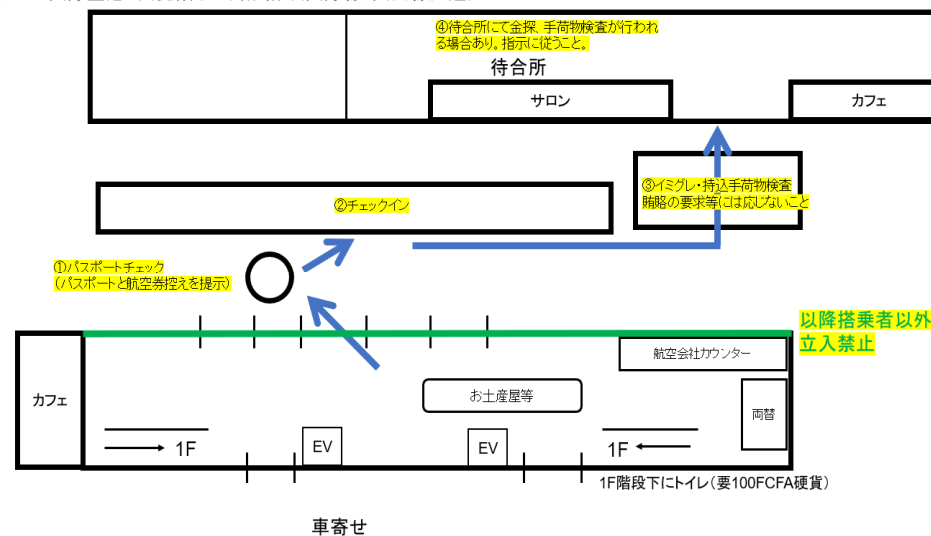 ④待合所にて金探、手荷物検査が行われ
る場合あり。指示に従うこと。
待合所
サロン
カフェ
③イミグレ・持込手荷物検査
賄賂の要求等には応じないこと
②チェックイン
①パスポートチェック
(パスポートと航空券控えを提示)
以降搭乗者以外
立入禁止
航空会社カウンター
カフェ
お土産屋等
両替
1F
EV
EV
1F
1F階段下にトイレ(要100FCFA硬貨)
車寄せ